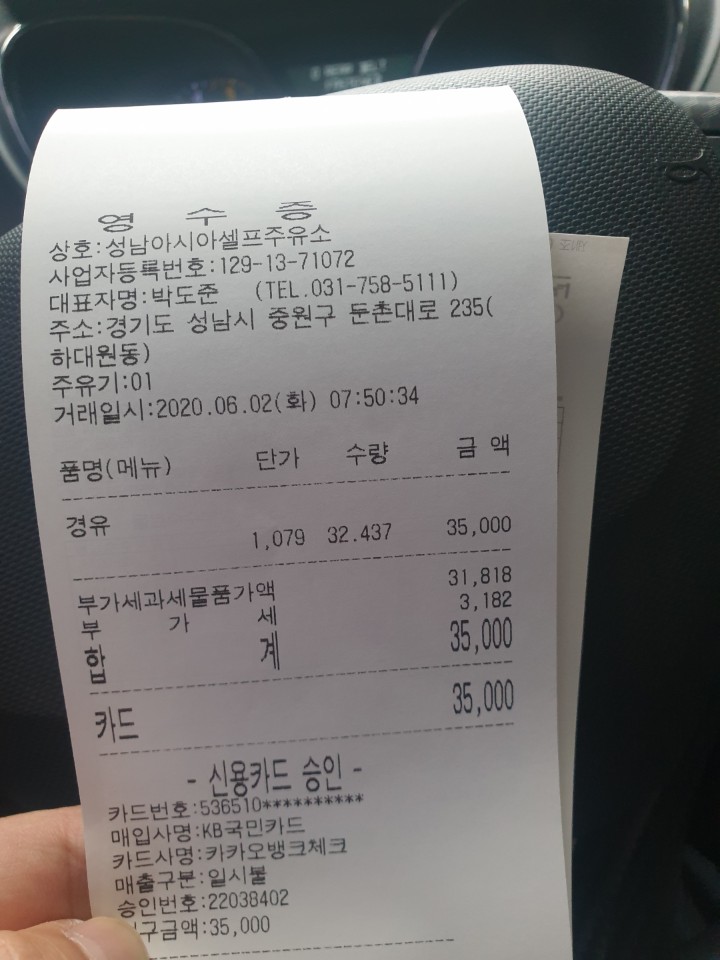 영 수 증
상호:성남아시아셀프주유소
사업자등록번호:129-13-71072
대표자명:박도준 (TEL.031-758-5111)
주소:경기도 성남시 중원구 둔촌대로 235(
하대원동)
주유기:01
거래일시:2020.06.02(화) 07:50:34
품명(메뉴) 단가 수량 금 액
경유
1,079 32.437 35,000
부가세과세물품가액 31,818
부 가 세 3,182
합 계 35,000
카드 35,000
- 신용카드 승인 -
카드번호:536510**********
매입사명:KB국민카드
카드사명:카카오뱅크체크
매출구분:일시불
승인번호:22038402
구금액:35,000